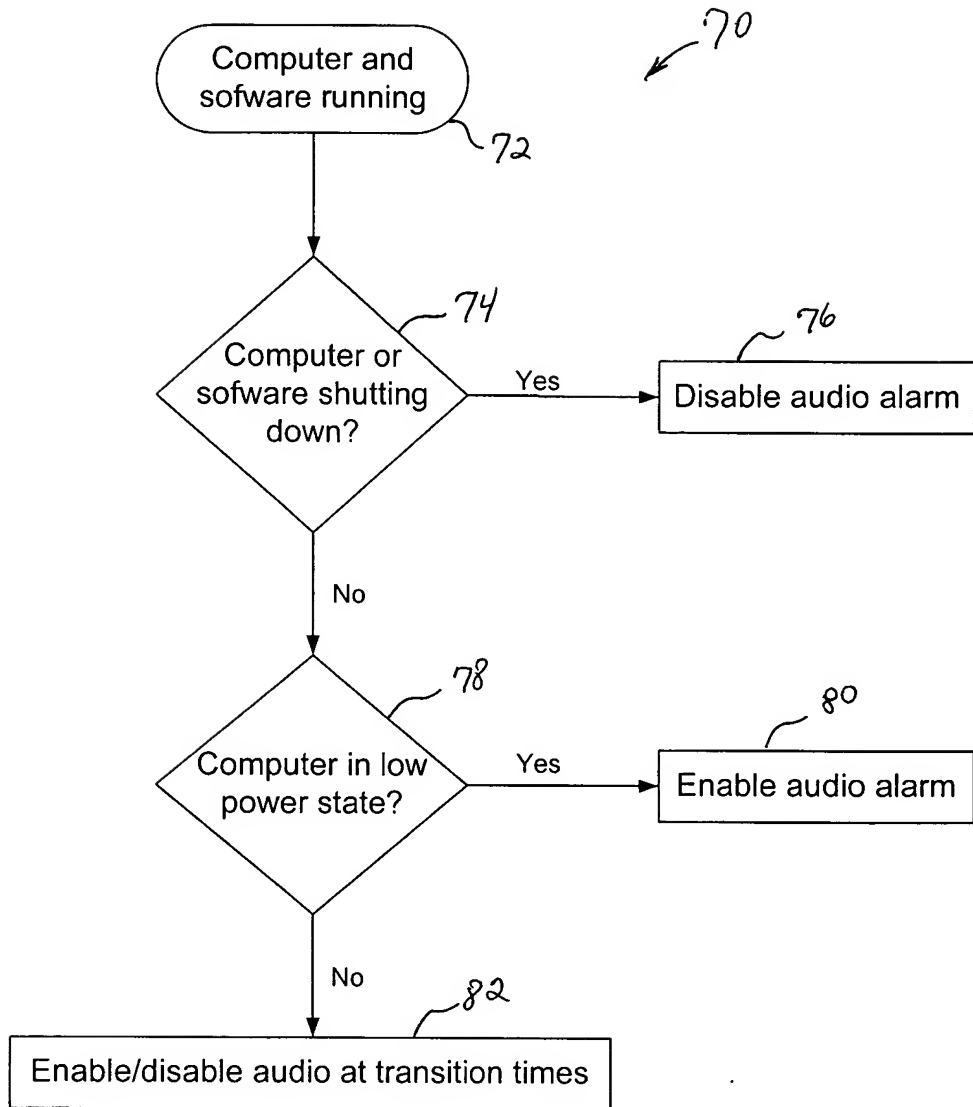 70
Computer and
sofware running
72
74
Computer or
sofware shutting
down?
Yes
76
Disable audio alarm
No
78
Computer in low
power state?
Yes
80
Enable audio alarm
No
82
Enable/disable audio at transition times